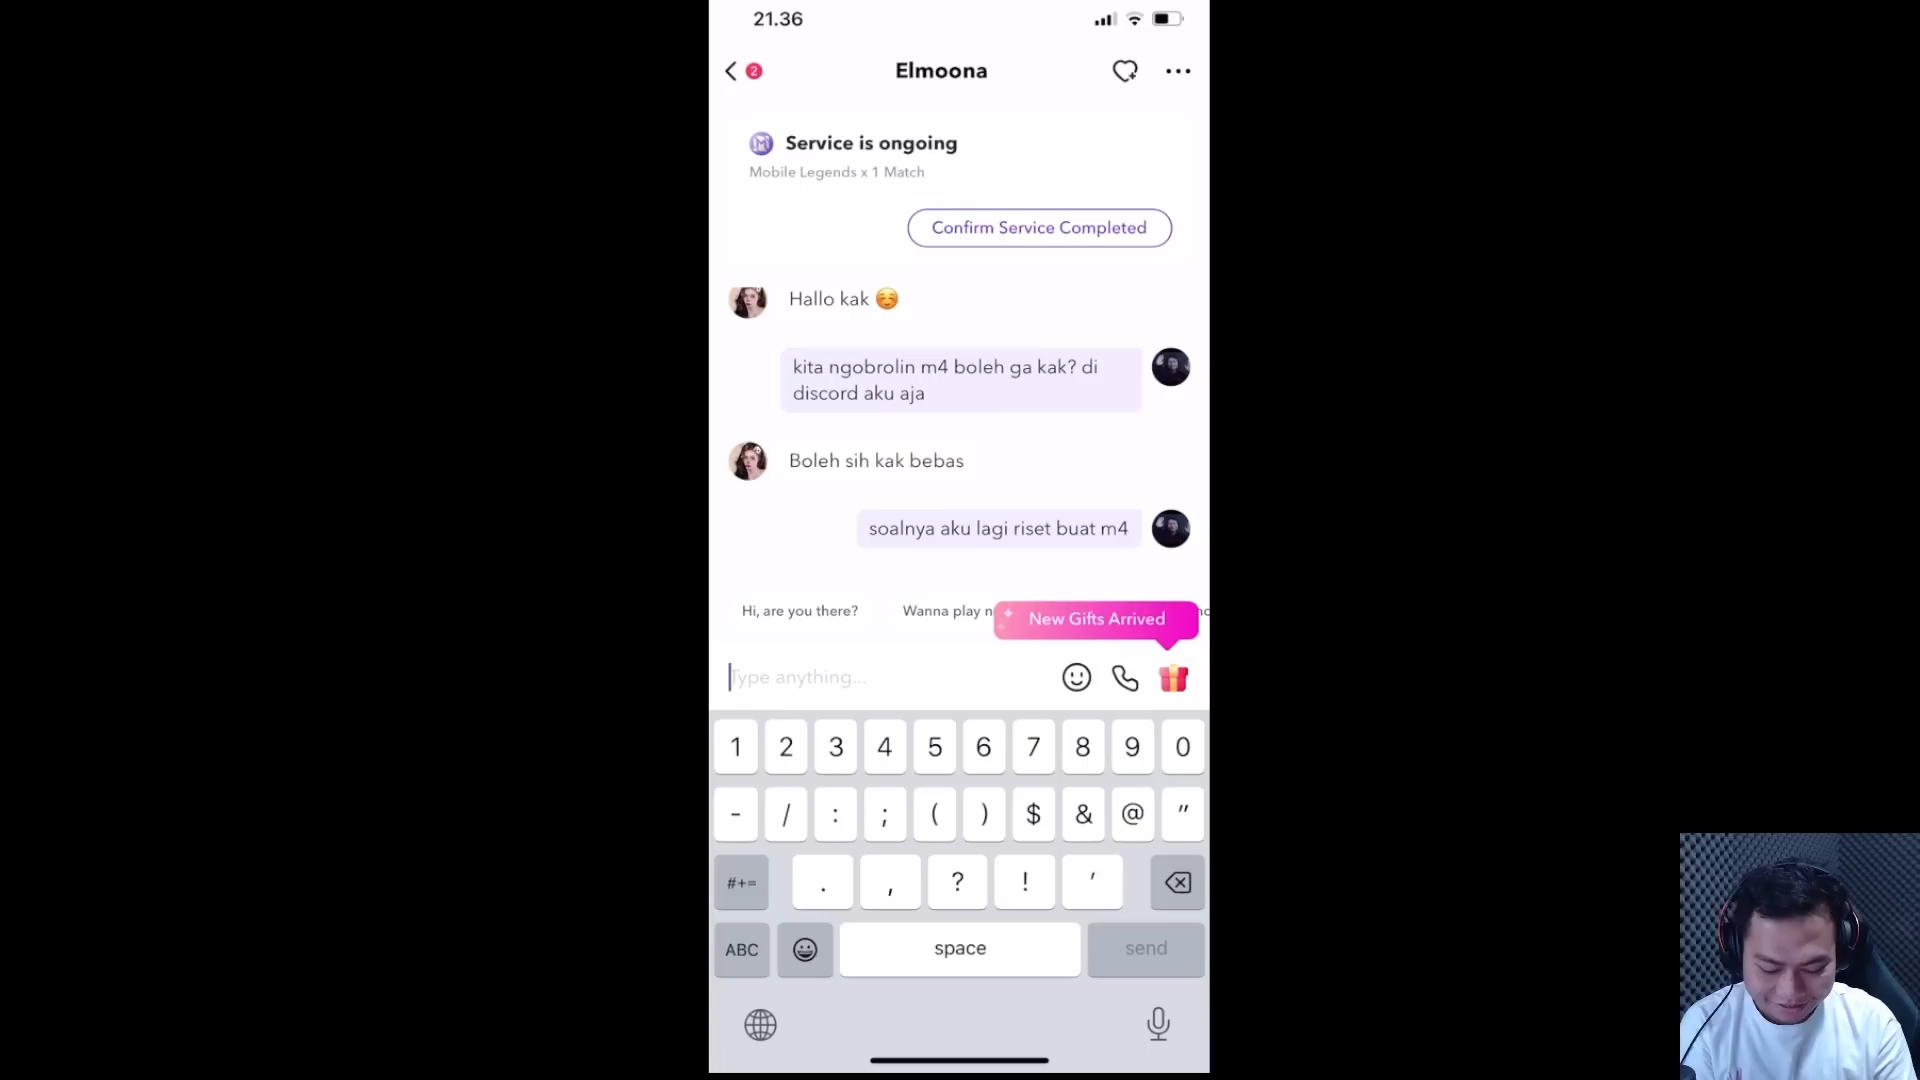 21.36
2
Elmoona
Service is ongoing
Mobile Legends x 1 Match
Confirm Service Completed
Hallo kak ☺️
kita ngobrolin m4 boleh ga kak? di
discord aku aja
Boleh sih kak bebas
soalnya aku lagi riset buat m4
Hi, are you there?
Wanna play
New Gifts Arrived
Type anything...
1 2 3 4 5 6 7 8 9 0
- / : ; ( ) $ & @ "
#+= . , ? ! '
ABC space send